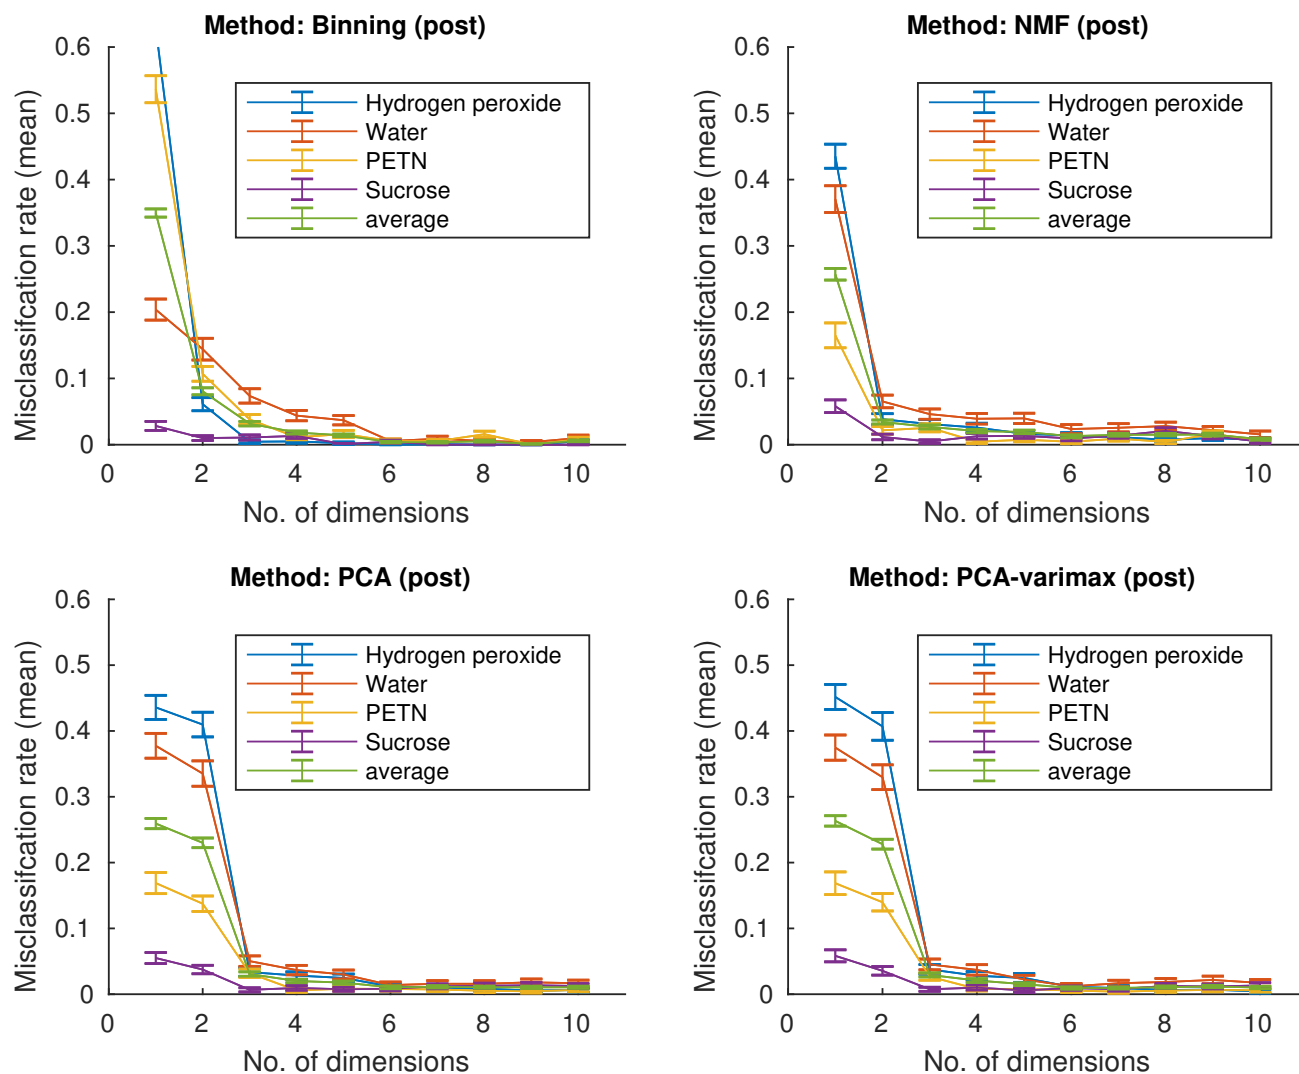 Method: Binning (post)
Misclassifcation rate (mean)
0.6
0.5
0.4
0.3
0.2
0.1
0
Hydrogen peroxide
Water
PETN
Sucrose
average
0 2 4 6 8 10
No. of dimensions
Method: NMF (post)
Misclassifcation rate (mean)
0.6
0.5
0.4
0.3
0.2
0.1
0
Hydrogen peroxide
Water
PETN
Sucrose
average
0 2 4 6 8 10
No. of dimensions
Method: PCA (post)
Misclassifcation rate (mean)
0.6
0.5
0.4
0.3
0.2
0.1
0
Hydrogen peroxide
Water
PETN
Sucrose
average
0 2 4 6 8 10
No. of dimensions
Method: PCA-varimax (post)
Misclassifcation rate (mean)
0.6
0.5
0.4
0.3
0.2
0.1
0
Hydrogen peroxide
Water
PETN
Sucrose
average
0 2 4 6 8 10
No. of dimensions